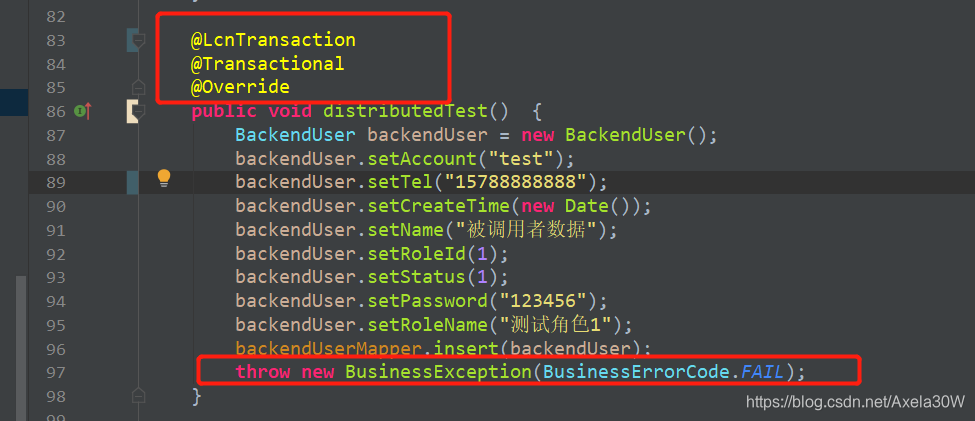 82
83 @LcnTransaction
84 @Transactional
85 @Override
86 public void distributedTest() {
87 BackendUser backendUser = new BackendUser();
88 backendUser.setAccount("test");
89 backendUser.setTel("15788888888");
90 backendUser.setCreateTime(new Date());
91 backendUser.setName("被调用者数据");
92 backendUser.setRoleId(1);
93 backendUser.setStatus(1);
94 backendUser.setPassword("123456");
95 backendUser.setRoleName("测试角色1");
96 backendUserMapper.insert(backendUser);
97 throw new BusinessException(BusinessErrorCode.FAIL);
98 }
99
https://blog.csdn.net/Axela30W